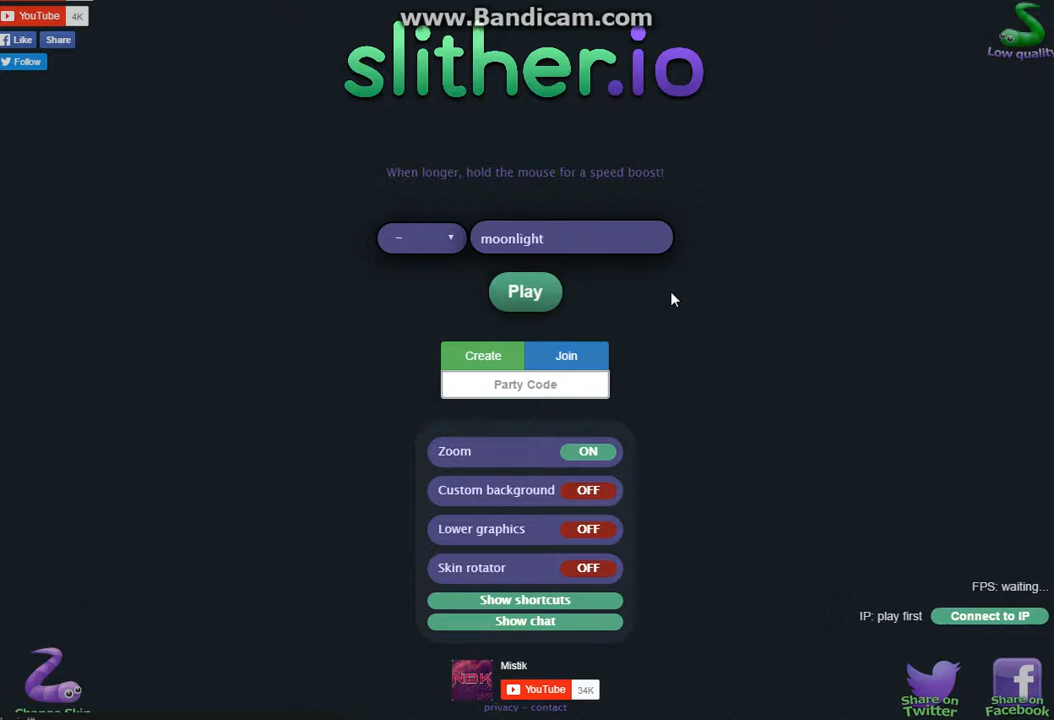 www.Bandicam.com
YouTube 4K
Like Share
Follow
slither.io
Low quality
When longer, hold the mouse for a speed boost!
– moonlight
Play
Create Join
Party Code
Zoom ON
Custom background OFF
Lower graphics OFF
Skin rotator OFF
Show shortcuts
Show chat
FPS: waiting...
IP: play first Connect to IP
Mistik
NBK
YouTube 34K
privacy – contact
Change Skin
Share on
Twitter
Share on
Facebook